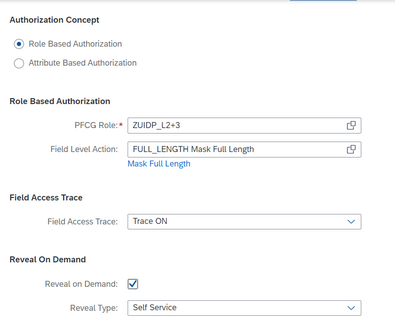 Authorization Concept
Role Based Authorization
Attribute Based Authorization
Role Based Authorization
PFCG Role:* ZUIDP_L2+3
Field Level Action: FULL_LENGTH Mask Full Length
Mask Full Length
Field Access Trace
Field Access Trace: Trace ON
Reveal On Demand
Reveal on Demand:
Reveal Type: Self Service